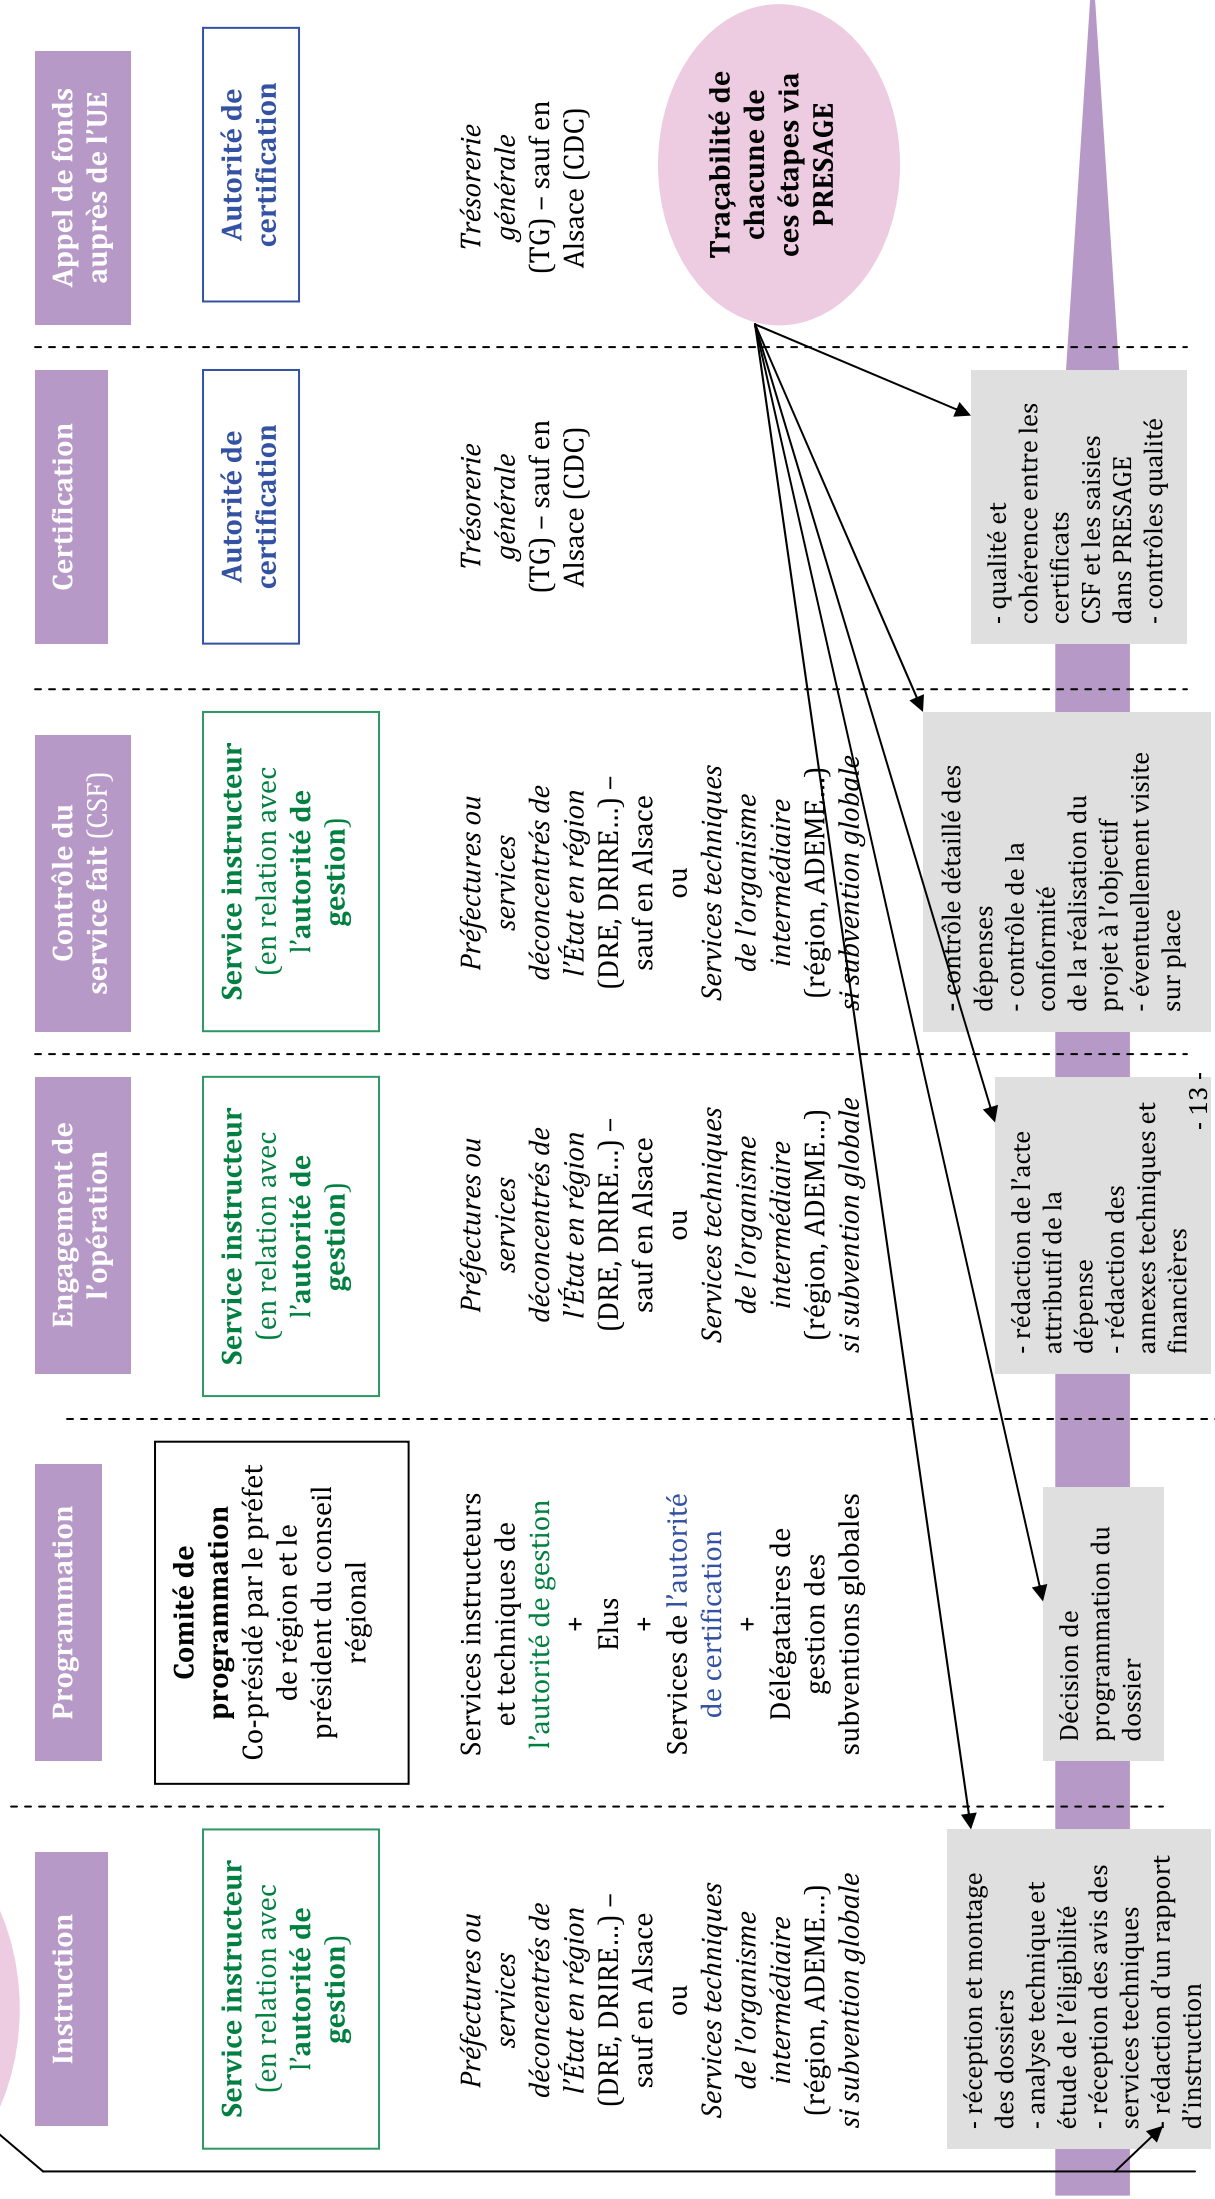 Instruction
Service instructeur
(en relation avec
l'autorité de
gestion)
Préfectures ou
services
déconcentrés de
l'État en région
(DRE, DRIRE...) –
sauf en Alsace
ou
Services techniques
de l'organisme
intermédiaire
(région, ADEME...)
si subvention globale
- réception et montage
des dossiers
- analyse technique et
étude de l'éligibilité
- réception des avis des
services techniques
- rédaction d'un rapport
d'instruction
Programmation
Comité de
programmation
Co-présidé par le préfet
de région et le
président du conseil
régional
Services instructeurs
et techniques de
l'autorité de gestion
+
Elus
+
Services de l'autorité
de certification
+
Délégataires de
gestion des
subventions globales
Décision de
programmation du
dossier
Engagement de
l'opération
Service instructeur
(en relation avec
l'autorité de
gestion)
Préfectures ou
services
déconcentrés de
l'État en région
(DRE, DRIRE...) –
sauf en Alsace
ou
Services techniques
de l'organisme
intermédiaire
(région, ADEME...)
si subvention globale
- rédaction de l'acte
attributif de la
dépense
- rédaction des
annexes techniques et
financières
Contrôle du
service fait (CSF)
Service instructeur
(en relation avec
l'autorité de
gestion)
Préfectures ou
services
déconcentrés de
l'État en région
(DRE, DRIRE...) –
sauf en Alsace
ou
Services techniques
de l'organisme
intermédiaire
(région, ADEME...)
si subvention globale
- contrôle détaillé des
dépenses
- contrôle de la
conformité
de la réalisation du
projet à l'objectif
- éventuellement visite
sur place
Certification
Autorité de
certification
Trésorerie
générale
(TG) – sauf en
Alsace (CDC)
- qualité et
cohérence entre les
certificats
CSF et les saisies
dans PRESAGE
- contrôles qualité
Appel de fonds
auprès de l'UE
Autorité de
certification
Trésorerie
générale
(TG) – sauf en
Alsace (CDC)
Traçabilité de
chacune de
ces étapes via
PRESAGE
- 13 -